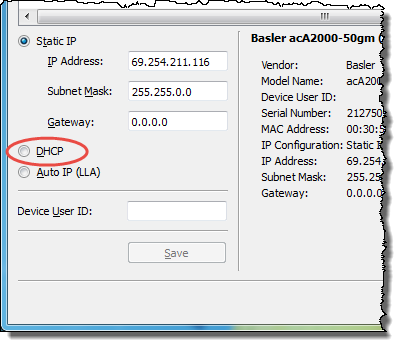 Static IP
IP Address: 69.254.211.116
Subnet Mask: 255.255.0.0
Gateway: 0.0.0.0
DHCP
Auto IP (LLA)
Device User ID:
Save
Basler acA2000-50gm (
Vendor: Basler
Model Name: acA200
Device User ID:
Serial Number: 212750
MAC Address: 00:30:5
IP Configuration: Static I
IP Address: 69.254.
Subnet Mask: 255.25
Gateway: 0.0.0.0